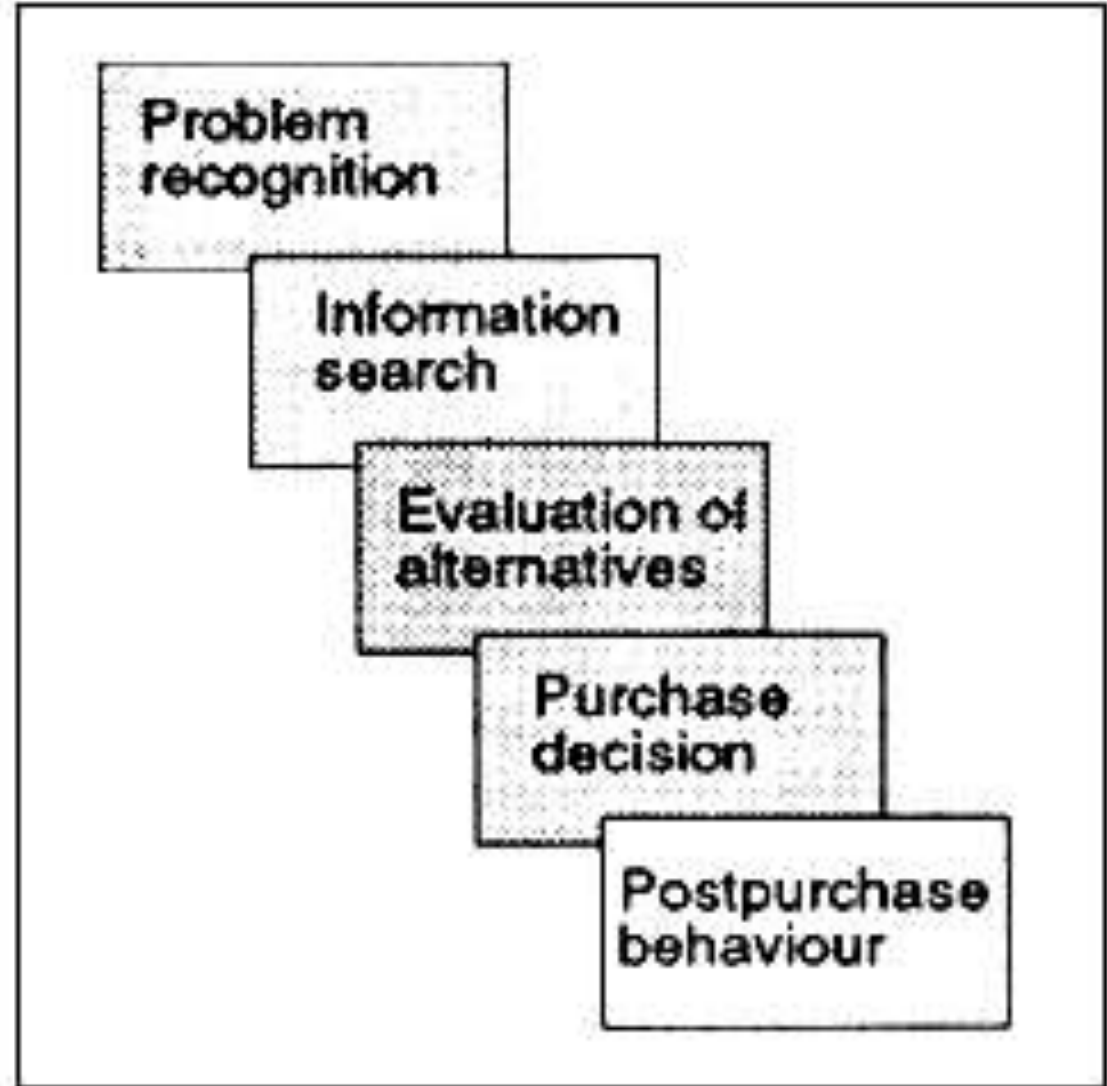 Problem
recognition
Information
search
Evaluation of
alternatives
Purchase
decision
Postpurchase
behaviour